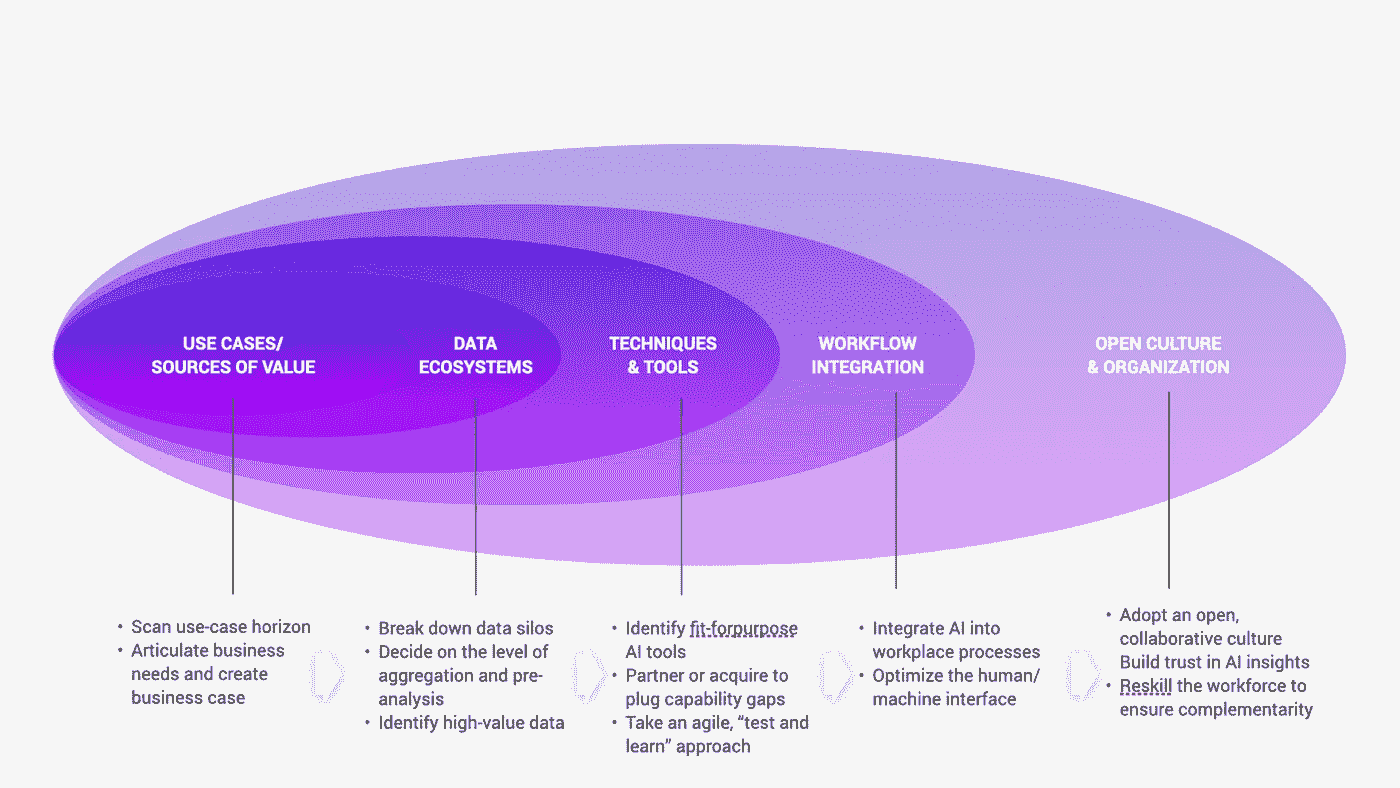 USE CASES/
SOURCES OF VALUE
DATA
ECOSYSTEMS
TECHNIQUES
& TOOLS
WORKFLOW
INTEGRATION
OPEN CULTURE
& ORGANIZATION
• Scan use-case horizon
• Articulate business
needs and create
business case
• Break down data silos
• Decide on the level of
aggregation and pre-
analysis
• Identify high-value data
• Identify fit-forpurpose
AI tools
• Partner or acquire to
plug capability gaps
• Take an agile, “test and
learn” approach
• Integrate AI into
workplace processes
• Optimize the human/
machine interface
• Adopt an open,
collaborative culture
Build trust in AI insights
• Reskill the workforce to
ensure complementarity